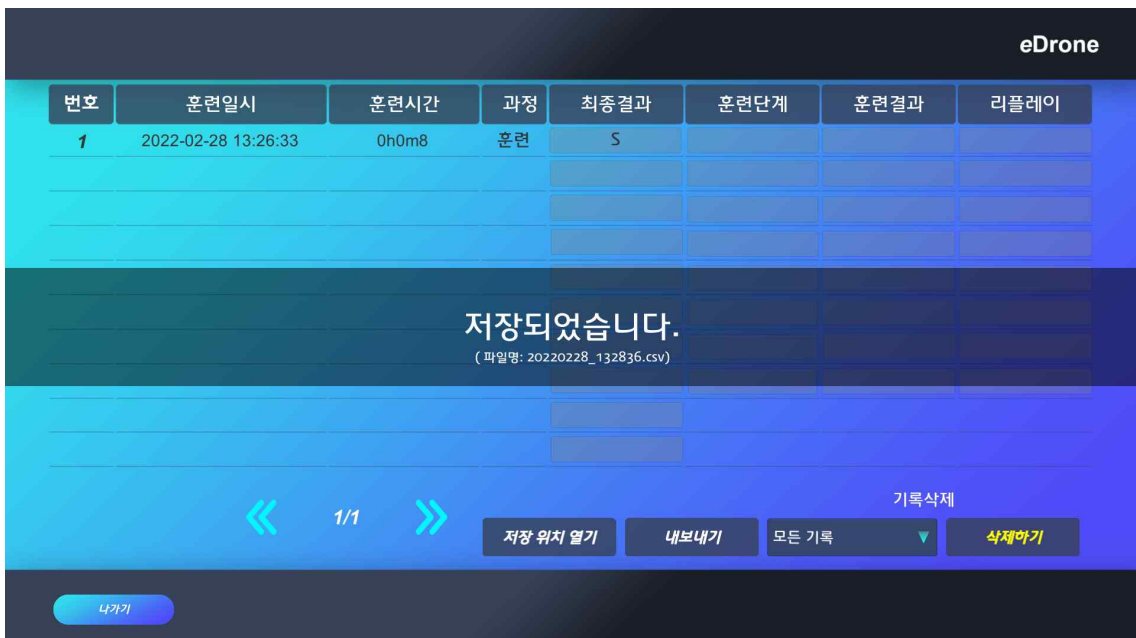 eDrone
번호 훈련일시 훈련시간 과정 최종결과 훈련단계 훈련결과 리플레이
1 2022-02-28 13:26:33 0h0m8 훈련 S
저장되었습니다.
( 파일명: 20220228_132836.csv)
기록삭제
1/1
저장 위치 열기 내보내기 모든 기록 삭제하기
나가기